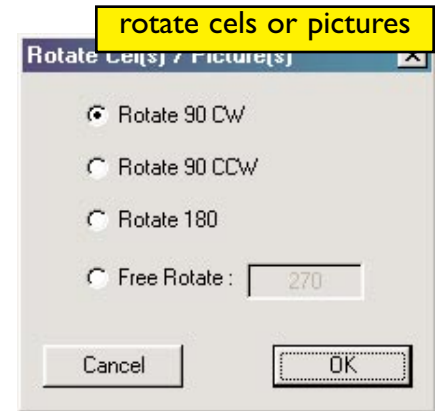 rotate cels or pictures
Rotate Cel(s) / Picture(s)
Rotate 90 CW
Rotate 90 CCW
Rotate 180
Free Rotate : 270
Cancel OK